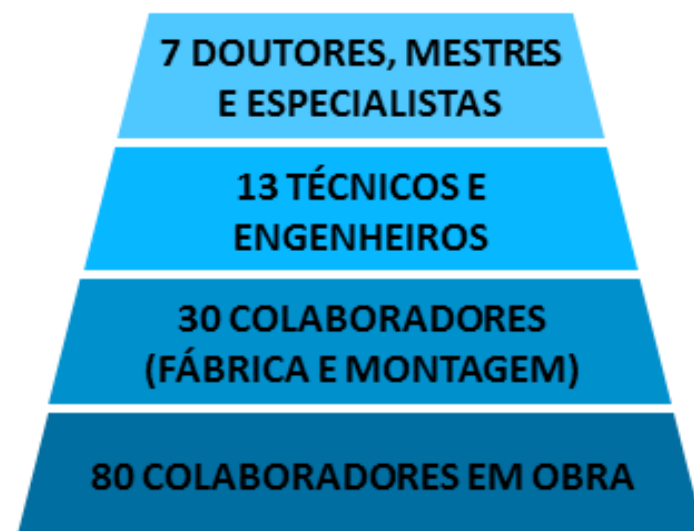 7 DOUTORES, MESTRES
E ESPECIALISTAS
13 TÉCNICOS E
ENGENHEIROS
30 COLABORADORES
(FÁBRICA E MONTAGEM)
80 COLABORADORES EM OBRA